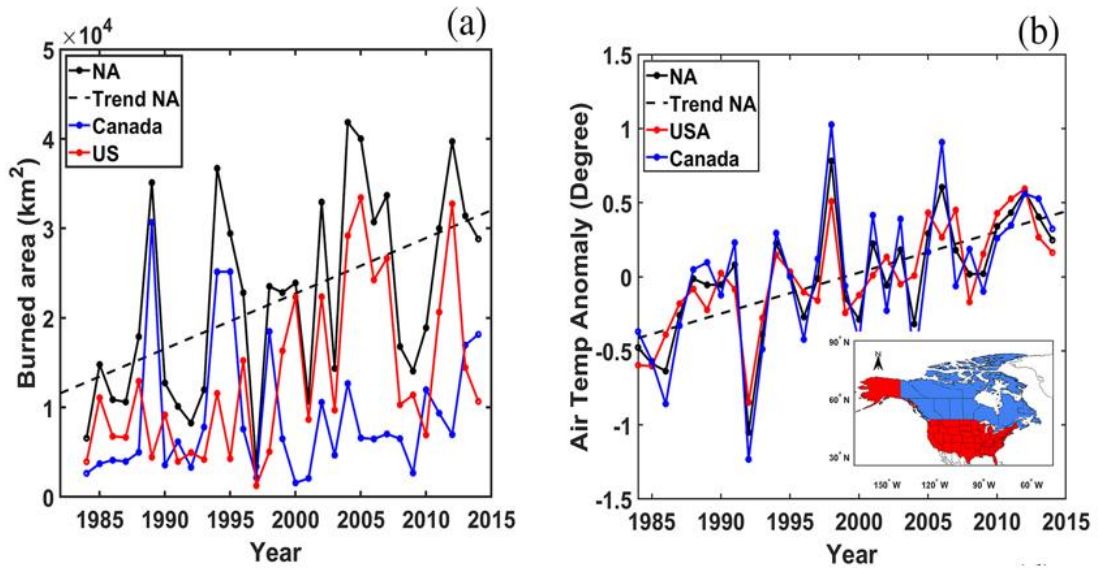 (a)
×10⁴
5
4
3
2
1
0
Burned area (km²)
NA
Trend NA
Canada
US
1985 1990 1995 2000 2005 2010 2015
Year
(b)
1.5
1
0.5
0
-0.5
-1
-1.5
Air Temp Anomaly (Degree)
NA
Trend NA
USA
Canada
1985 1990 1995 2000 2005 2010 2015
Year
90° N
60° N
30° N
N
150° W 120° W 90° W 60° W